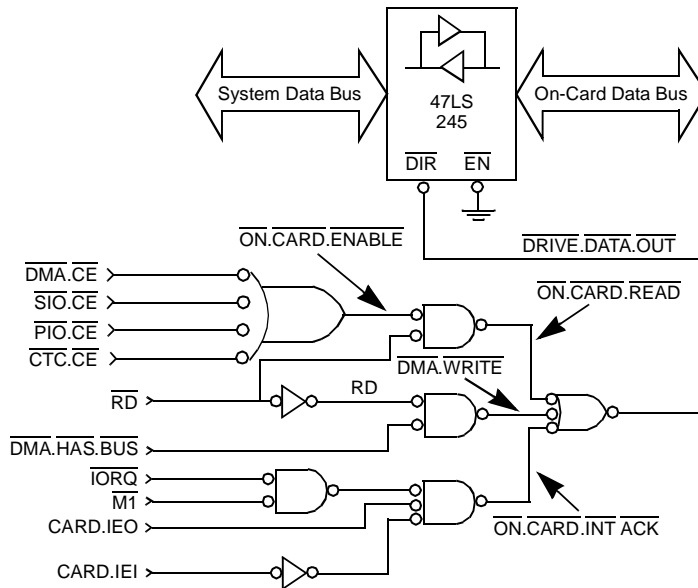 System Data Bus
47LS
245
On-Card Data Bus
DIR
EN
ON.CARD.ENABLE
DRIVE.DATA.OUT
DMA.CE
SIO.CE
PIO.CE
CTC.CE
ON.CARD.READ
DMA.WRITE
RD
RD
DMA.HAS.BUS
IORQ
M1
CARD.IEO
ON.CARD.INT ACK
CARD.IEI